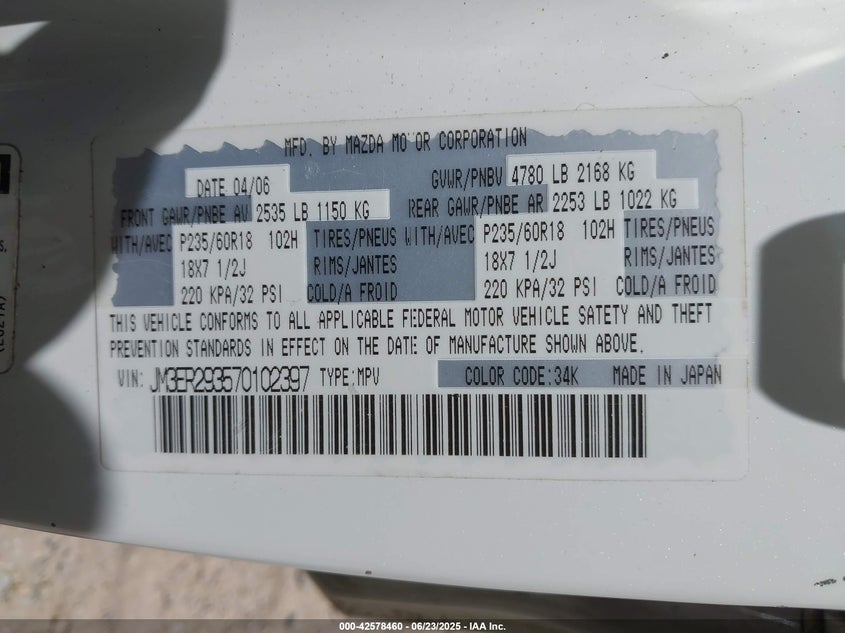 MFD. BY MAZDA MOTOR CORPORATION
DATE 04/06 GVWR/PNBV 4780 LB 2168 KG
FRONT GAWR/PNBE AV 2535 LB 1150 KG REAR GAWR/PNBE AR 2253 LB 1022 KG
WITH/AVEC P235/60R18 102H TIRES/PNEUS WITH/AVEC P235/60R18 102H TIRES/PNEUS
18X7 1/2J RIMS/JANTES 18X7 1/2J RIMS/JANTES
220 KPA/32 PSI COLD/A FROID 220 KPA/32 PSI COLD/A FROID
THIS VEHICLE CONFORMS TO ALL APPLICABLE FEDERAL MOTOR VEHICLE SAFETY AND THEFT
PREVENTION STANDARDS IN EFFECT ON THE DATE OF MANUFACTURE SHOWN ABOVE.
VIN: JM3ER293570102397 TYPE:MPV COLOR CODE:34K MADE IN JAPAN
000-42578460 - 06/23/2025 - IAA Inc.